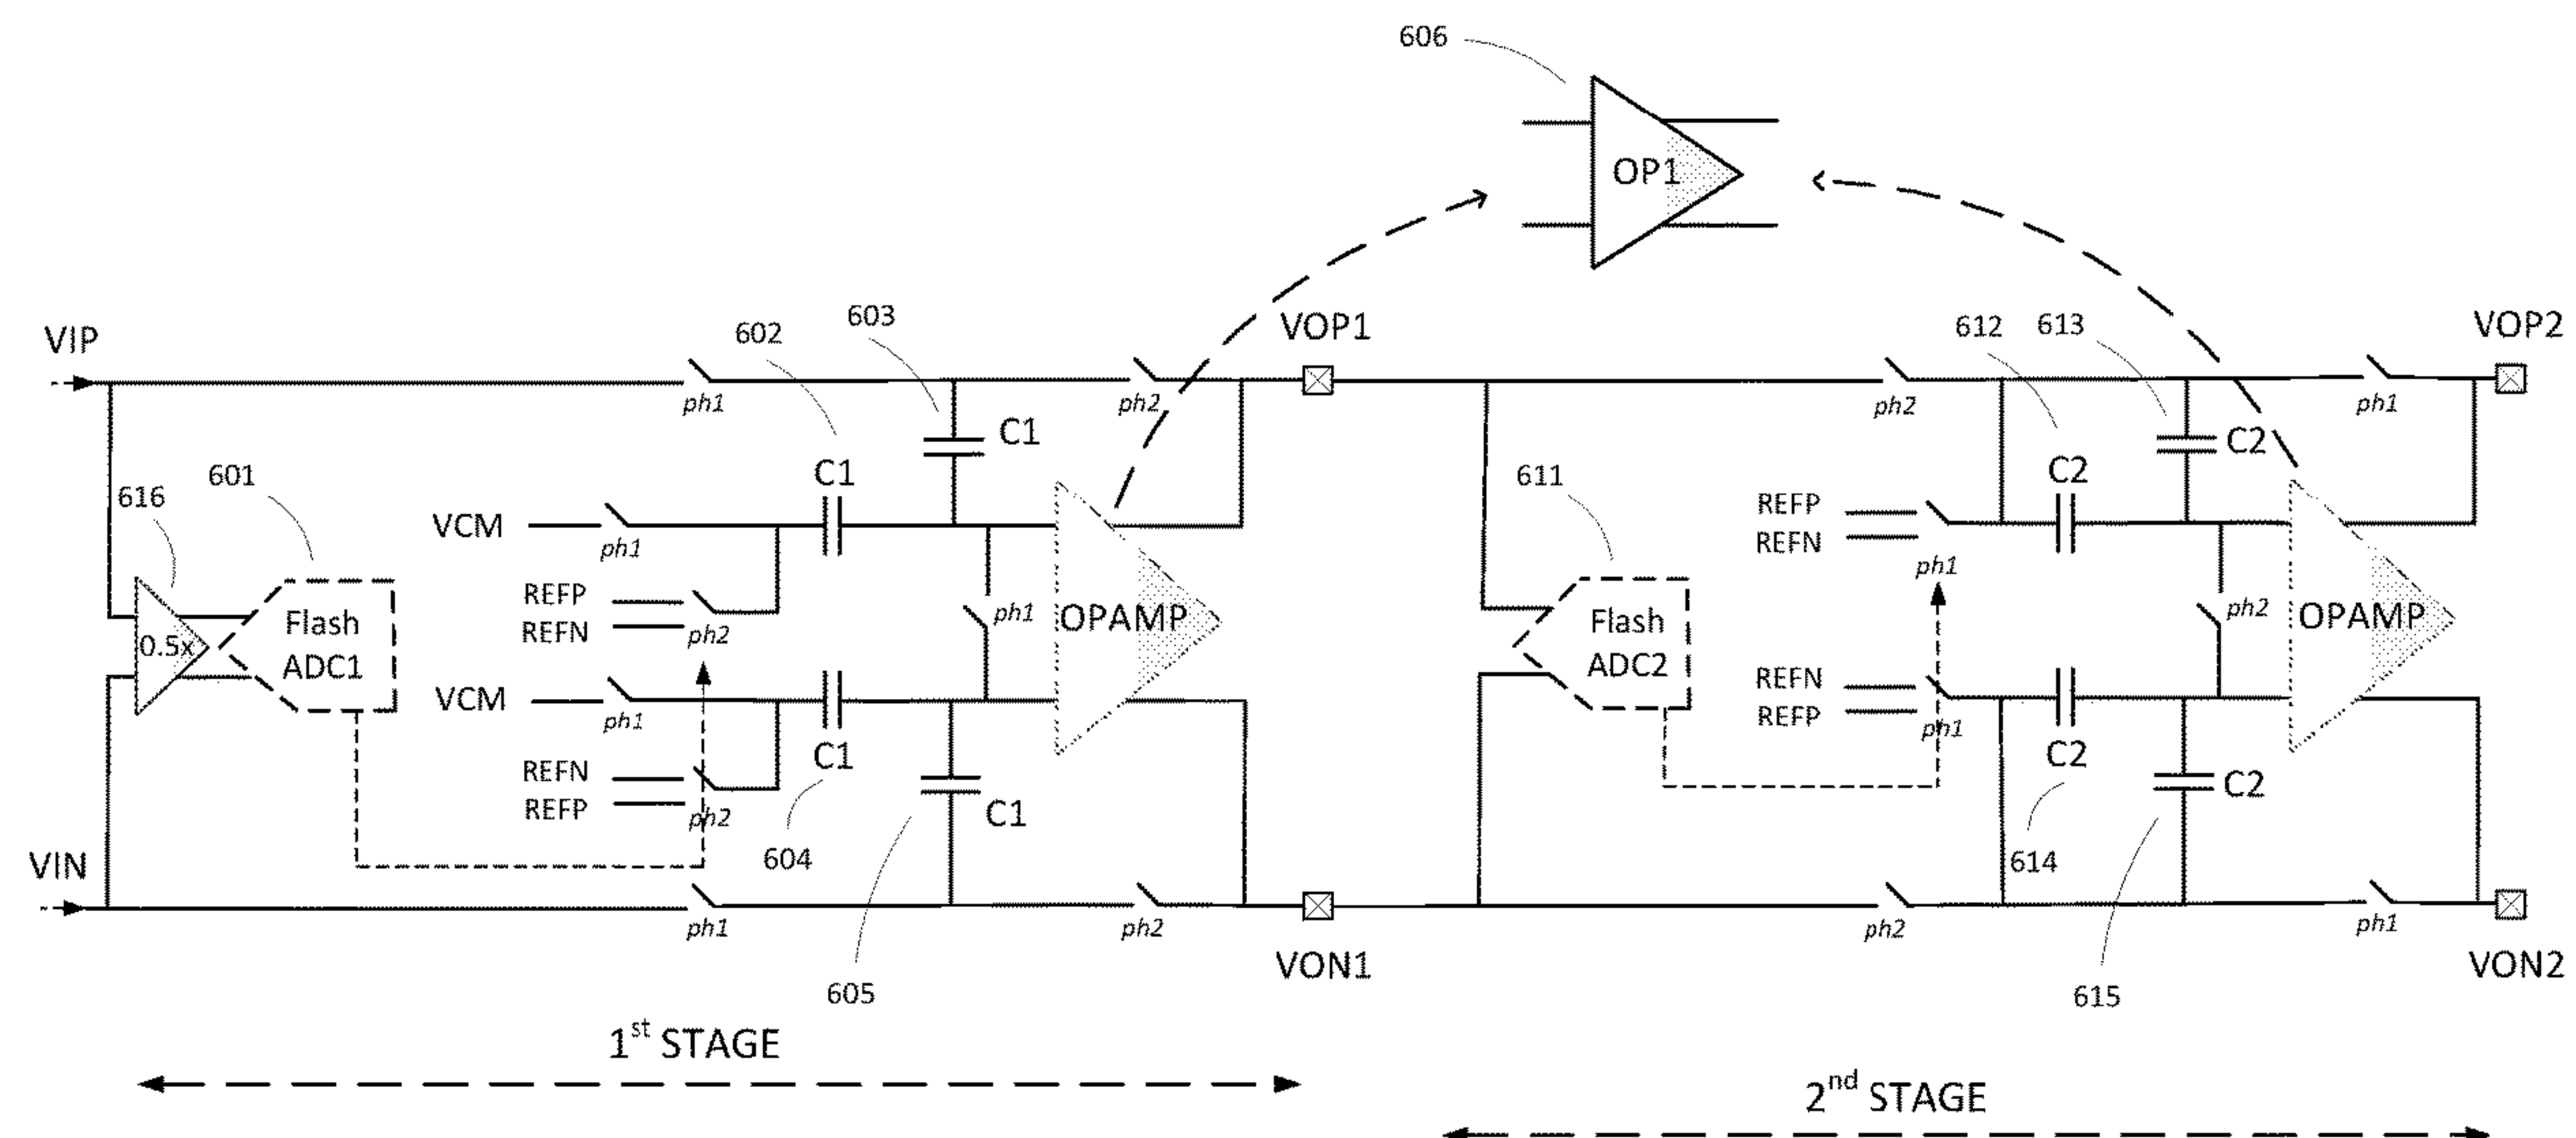 606
OP1
VIP
602
603
VOP1
612
613
VOP2
ph1
ph2
ph2
ph1
C1
C2
616
601
C1
611
C2
VCM
ph1
REFP
REFN
ph1
Flash
ADC1
0.5x
REFP
REFN
ph2
ph1
OPAMP
Flash
ADC2
ph2
OPAMP
VCM
ph1
REFN
REFP
ph1
REFN
REFP
ph2
C1
C1
C2
C2
604
614
VIN
ph1
ph2
ph2
ph1
605
VON1
615
VON2
1st STAGE
2nd STAGE